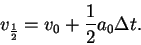 $v_{\frac{1}{2}} = v_0 + \frac{1}{2} a_0 \Delta t.$